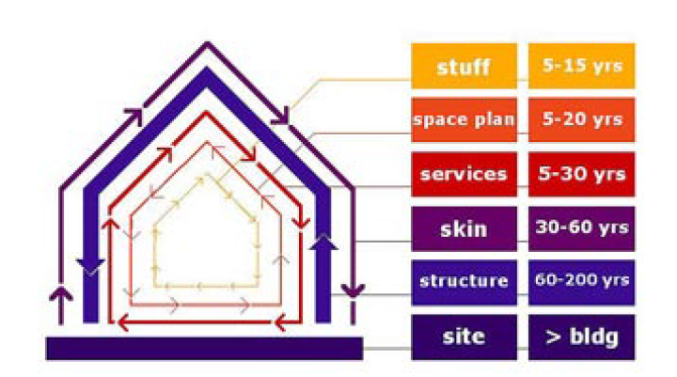 stuff 5-15 yrs
space plan 5-20 yrs
services 5-30 yrs
skin 30-60 yrs
structure 60-200 yrs
site > bldg